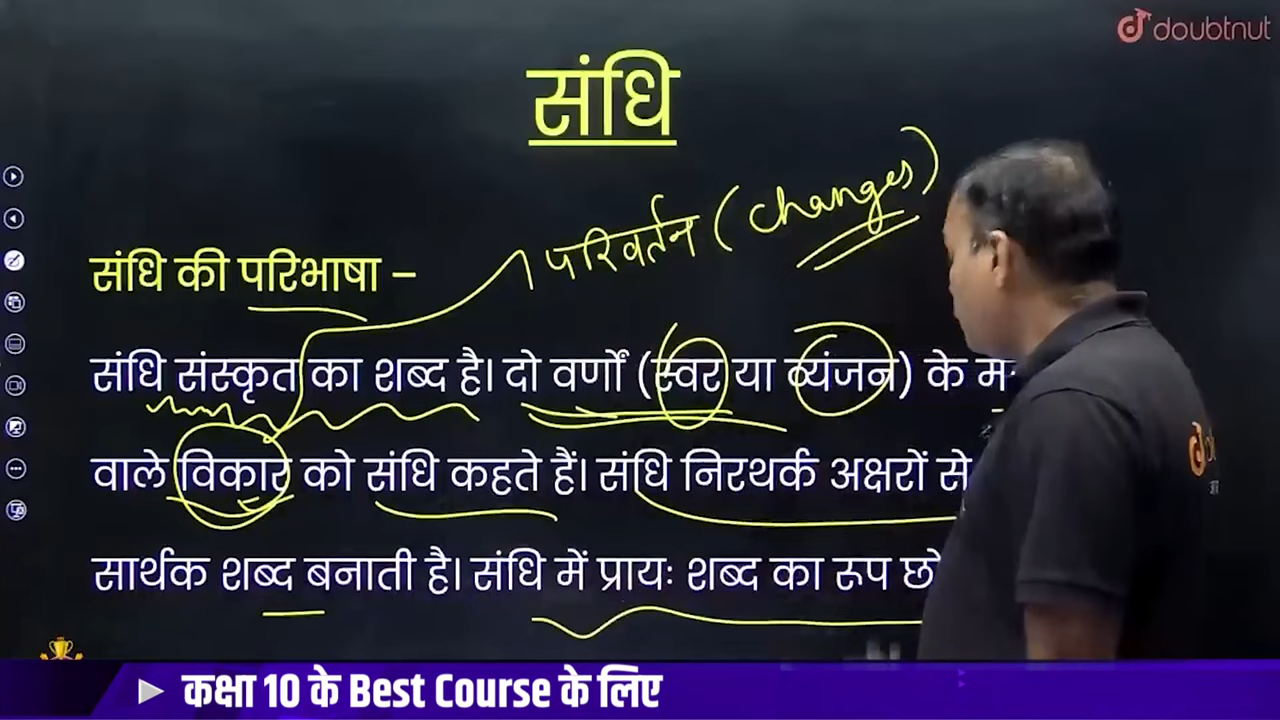 doubtnut
संधि
परिवर्तन (changes)
संधि की परिभाषा –
संधि संस्कृत का शब्द है। दो वर्णों (स्वर या व्यंजन) के
वाले विकार को संधि कहते हैं। संधि निरर्थक अक्षरों से
सार्थक शब्द बनाती है। संधि में प्रायः शब्द का रूप
कक्षा 10 के Best Course के लिए